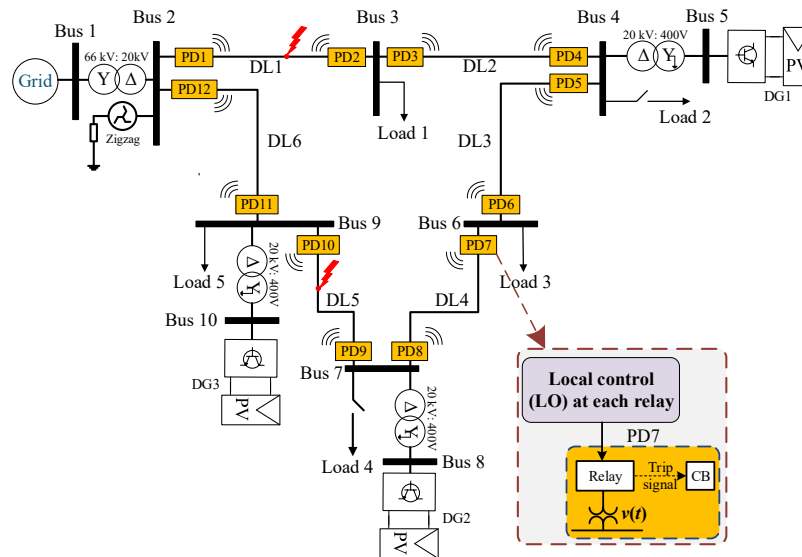 Bus 1
Bus 2
Bus 3
Bus 4
Bus 5
66 kV: 20kV
20 kV: 400V
Grid
Y
Δ
PD1
DL1
PD2
PD3
DL2
PD4
Δ
Y
PV
DG1
PD12
PD5
Zigzag
Load 1
Load 2
DL6
DL3
PD11
PD6
Bus 9
Bus 6
PD10
PD7
Load 5
20 kV: 400V
Δ
Y
Load 3
DL5
DL4
Bus 10
PD9
PD8
Bus 7
PV
DG3
20 kV: 400V
Δ
Y
Load 4
Bus 8
DG2
PV
Local control
(LO) at each relay
PD7
Relay
Trip
signal
CB
v(t)